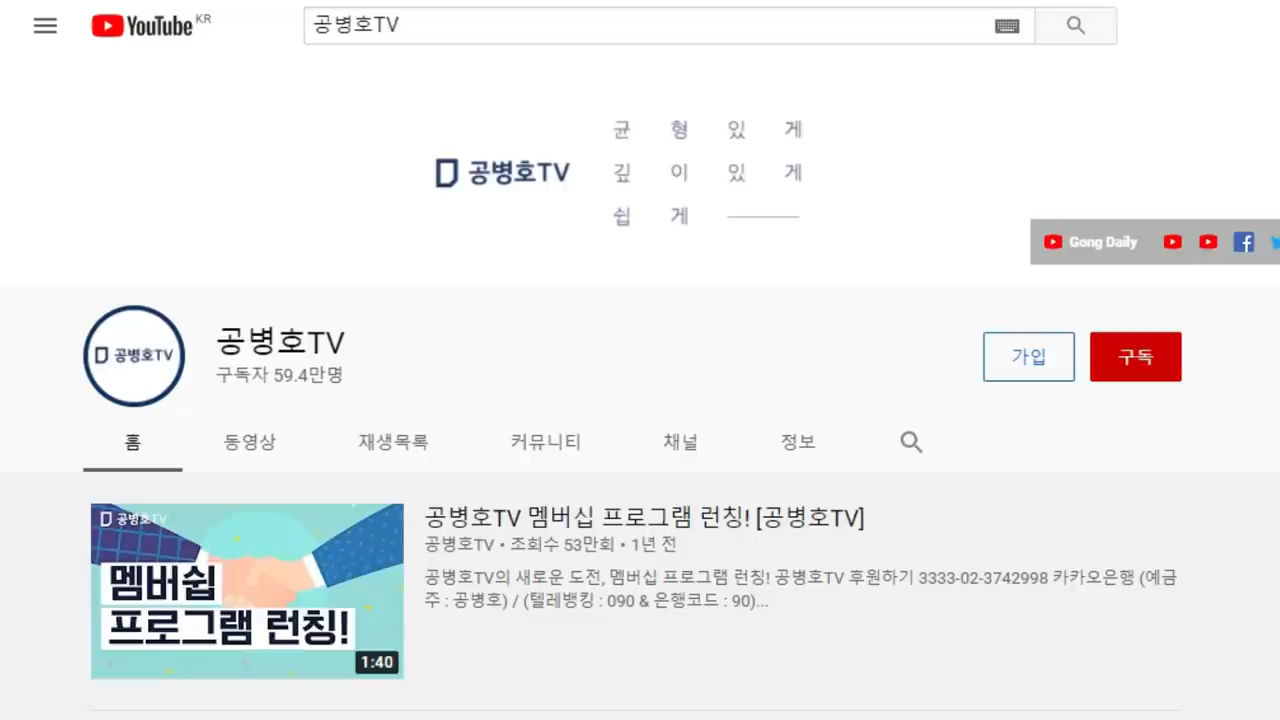 YouTube KR
공병호TV
균 형 있 게
공병호TV
깊 이 있 게
쉽 게
Gong Daily
공병호TV
공병호TV
구독자 59.4만명
가입
구독
홈 동영상 재생목록 커뮤니티 채널 정보
공병호TV
멤버쉽
프로그램 런칭!
1:40
공병호TV 멤버십 프로그램 런칭! [공병호TV]
공병호TV • 조회수 53만회 • 1년 전
공병호TV의 새로운 도전, 멤버십 프로그램 런칭! 공병호TV 후원하기 3333-02-3742998 카카오은행 (예금
주 : 공병호) / (텔레뱅킹 : 090 & 은행코드 : 90)...